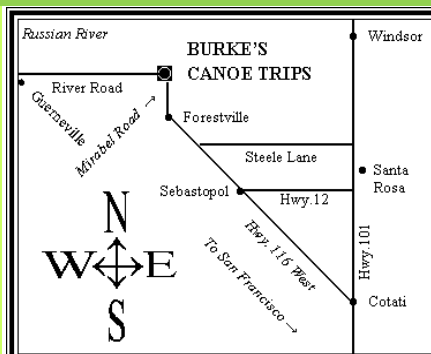 Russian River
Windsor
BURKE'S
CANOE TRIPS
River Road
Guerneville
Mirabel Road →
Forestville
Steele Lane
Santa
Rosa
Sebastopol
Hwy.12
N
W E
S
Hwy. 116 West
To San Francisco →
Hwy.101
Cotati